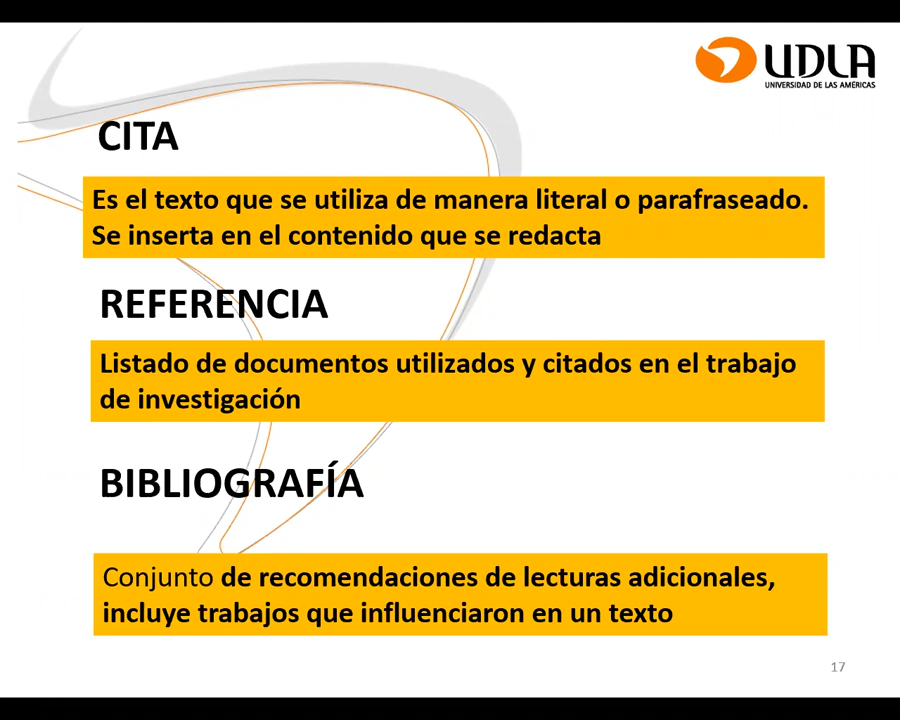 UDLA
UNIVERSIDAD DE LAS AMÉRICAS
CITA
Es el texto que se utiliza de manera literal o parafraseado.
Se inserta en el contenido que se redacta
REFERENCIA
Listado de documentos utilizados y citados en el trabajo
de investigación
BIBLIOGRAFÍA
Conjunto de recomendaciones de lecturas adicionales,
incluye trabajos que influenciaron en un texto
17